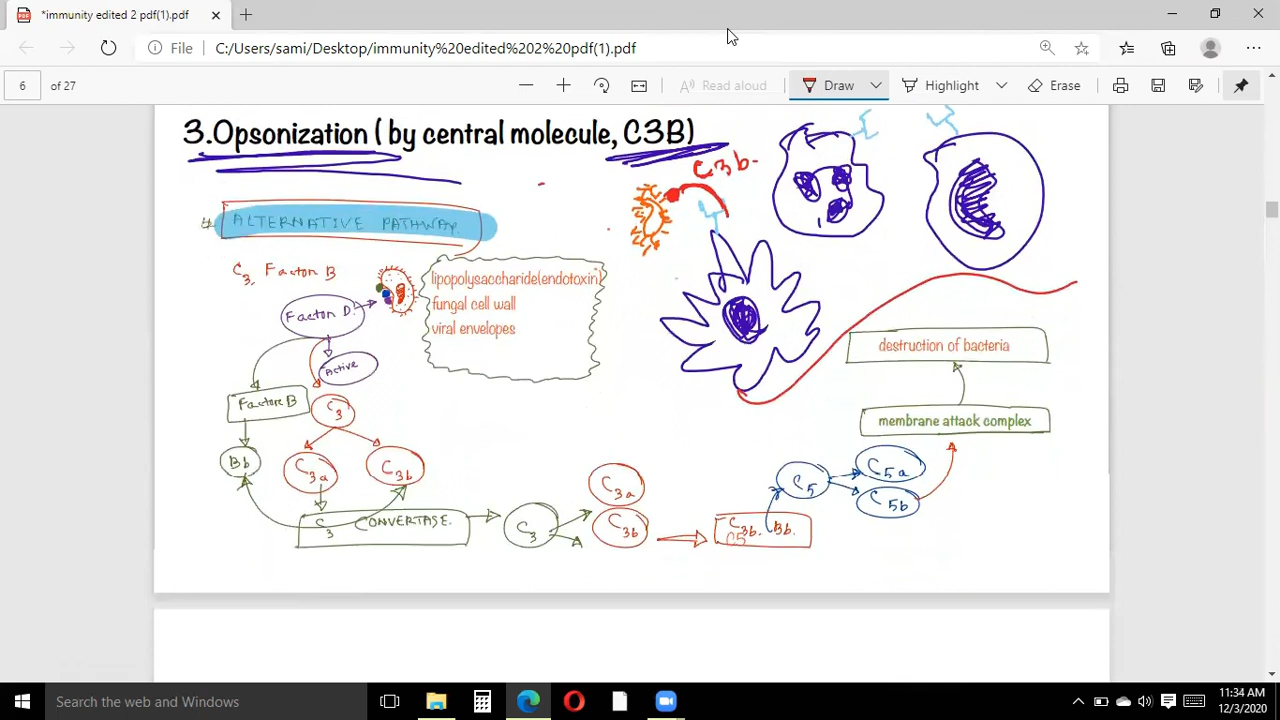 *immunity edited 2 pdf(1).pdf
File C:/Users/sami/Desktop/immunity%20edited%202%20pdf(1).pdf
6 of 27
Read aloud
Draw
Highlight
Erase
3.Opsonization ( by central molecule, C3B)
C3b-
# ALTERNATIVE PATHWAY
C3, Factor B
lipopolysaccharide(endotoxin)
fungal cell wall
viral envelopes
Factor D
Active
Factor B
C3
Bb
C3a
C3b
C3 CONVERTASE.
C3
C3a
C3b
C3b. Bb.
C5
C5
C5a
C5b
membrane attack complex
destruction of bacteria
Search the web and Windows
11:34 AM
12/3/2020